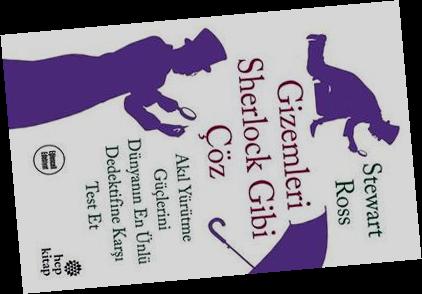 Stewart
Ross
Gizemleri
Sherlock Gibi
Çöz
Akıl Yürütme
Güçlerini
Dünyanın En Ünlü
Dedektifine Karşı
Test Et
hep
kitap